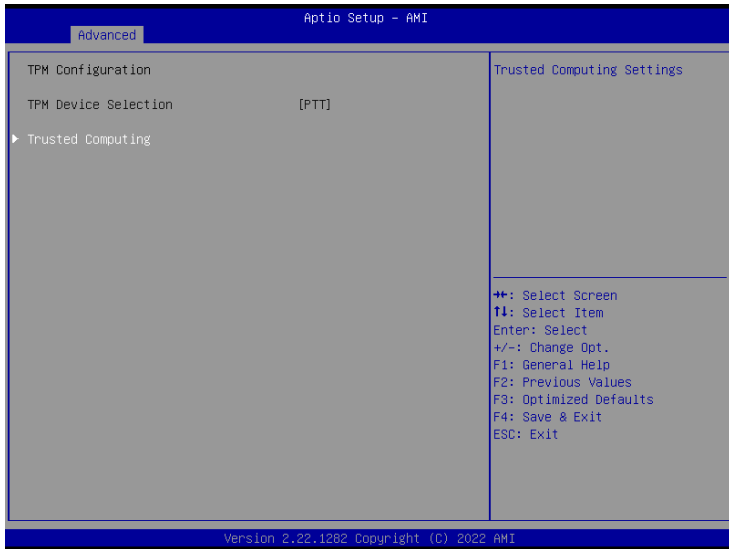 Aptio Setup – AMI
Advanced
TPM Configuration
TPM Device Selection [PTT]
Trusted Computing
Trusted Computing Settings
→←: Select Screen
↑↓: Select Item
Enter: Select
+/-: Change Opt.
F1: General Help
F2: Previous Values
F3: Optimized Defaults
F4: Save & Exit
ESC: Exit
Version 2.22.1282 Copyright (C) 2022 AMI